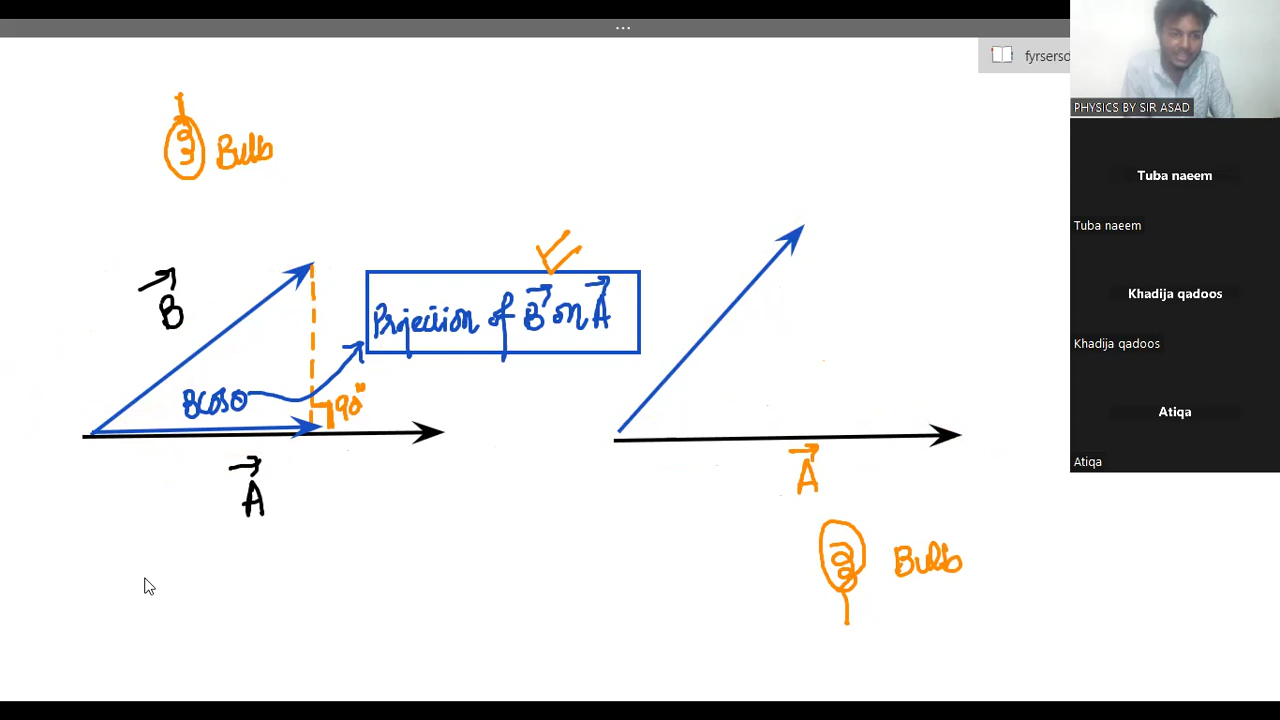 ...
fyrserso
Bulb
B
Projection of B on A
Bcosθ
90°
A
A
Bulb
PHYSICS BY SIR ASAD
Tuba naeem
Tuba naeem
Khadija qadoos
Khadija qadoos
Atiqa
Atiqa